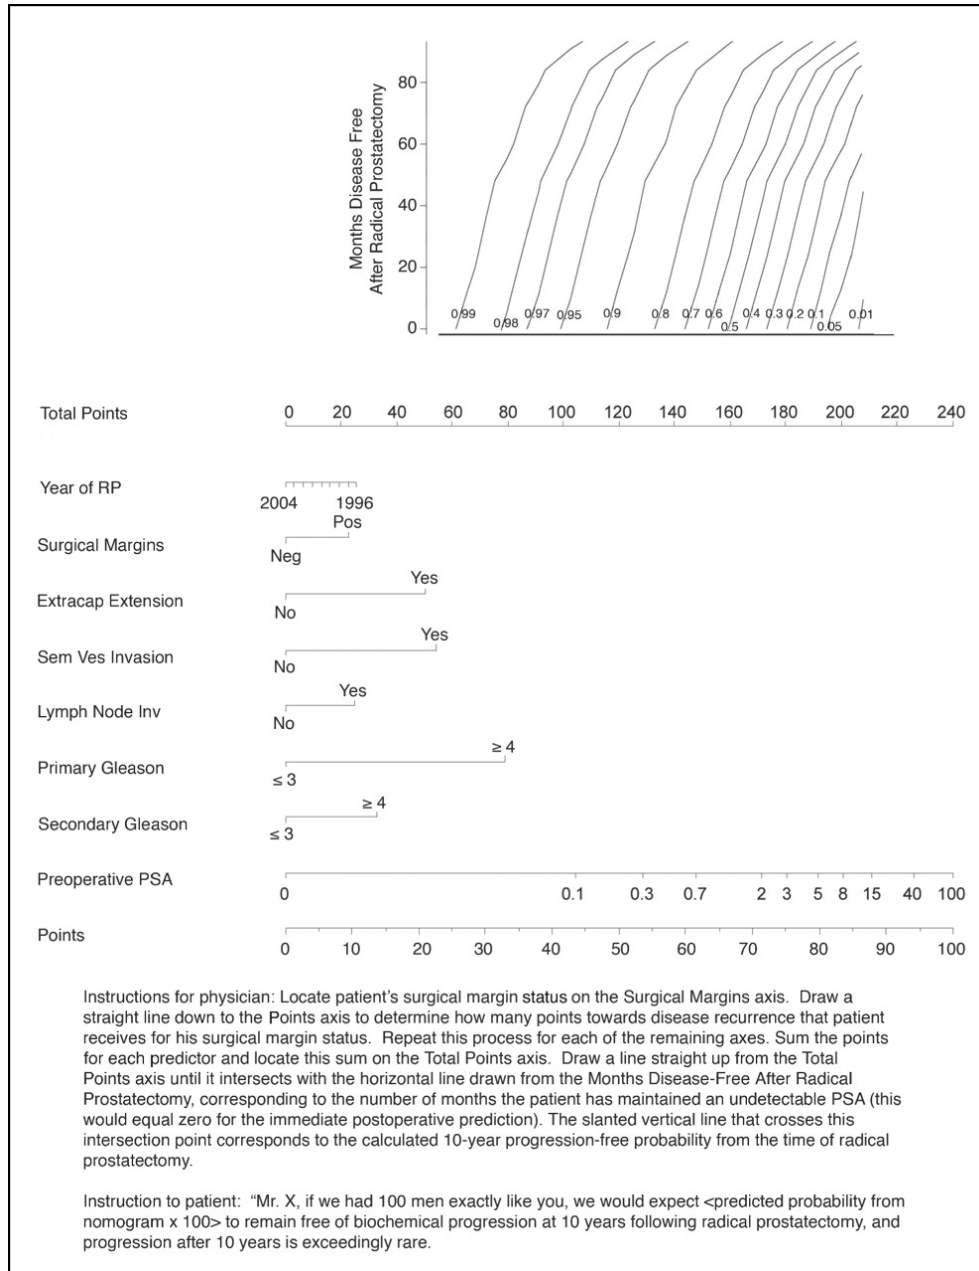 Months Disease Free
After Radical Prostatectomy
80
60
40
20
0
0.99
0.98
0.97
0.95
0.9
0.8
0.7
0.6
0.5
0.4
0.3
0.2
0.1
0.05
0.01
Total Points
0 20 40 60 80 100 120 140 160 180 200 220 240
Year of RP
2004 1996
Pos
Surgical Margins
Neg
Yes
Extracap Extension
No
Yes
Sem Ves Invasion
No
Yes
Lymph Node Inv
No
≥ 4
Primary Gleason
≤ 3
≥ 4
Secondary Gleason
≤ 3
Preoperative PSA
0 0.1 0.3 0.7 2 3 5 8 15 40 100
Points
0 10 20 30 40 50 60 70 80 90 100
Instructions for physician: Locate patient's surgical margin status on the Surgical Margins axis. Draw a
straight line down to the Points axis to determine how many points towards disease recurrence that patient
receives for his surgical margin status. Repeat this process for each of the remaining axes. Sum the points
for each predictor and locate this sum on the Total Points axis. Draw a line straight up from the Total
Points axis until it intersects with the horizontal line drawn from the Months Disease-Free After Radical
Prostatectomy, corresponding to the number of months the patient has maintained an undetectable PSA (this
would equal zero for the immediate postoperative prediction). The slanted vertical line that crosses this
intersection point corresponds to the calculated 10-year progression-free probability from the time of radical
prostatectomy.
Instruction to patient: “Mr. X, if we had 100 men exactly like you, we would expect <predicted probability from
nomogram x 100> to remain free of biochemical progression at 10 years following radical prostatectomy, and
progression after 10 years is exceedingly rare.